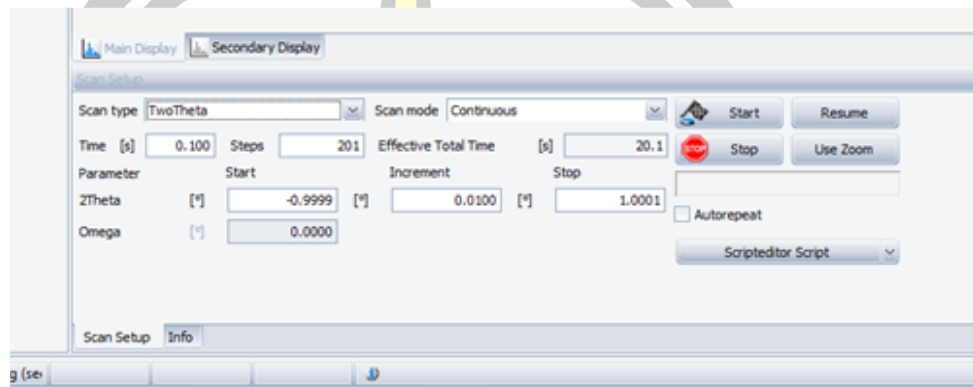 Main Display Secondary Display
Scan Setup
Scan type TwoTheta Scan mode Continuous Start Resume
Time [s] 0.100 Steps 201 Effective Total Time [s] 20.1 STOP Stop Use Zoom
Parameter Start Increment Stop
2Theta [°] -0.9999 [°] 0.0100 [°] 1.0001
Autorepeat
Omega [°] 0.0000
Scripteditor Script
Scan Setup Info
g (se